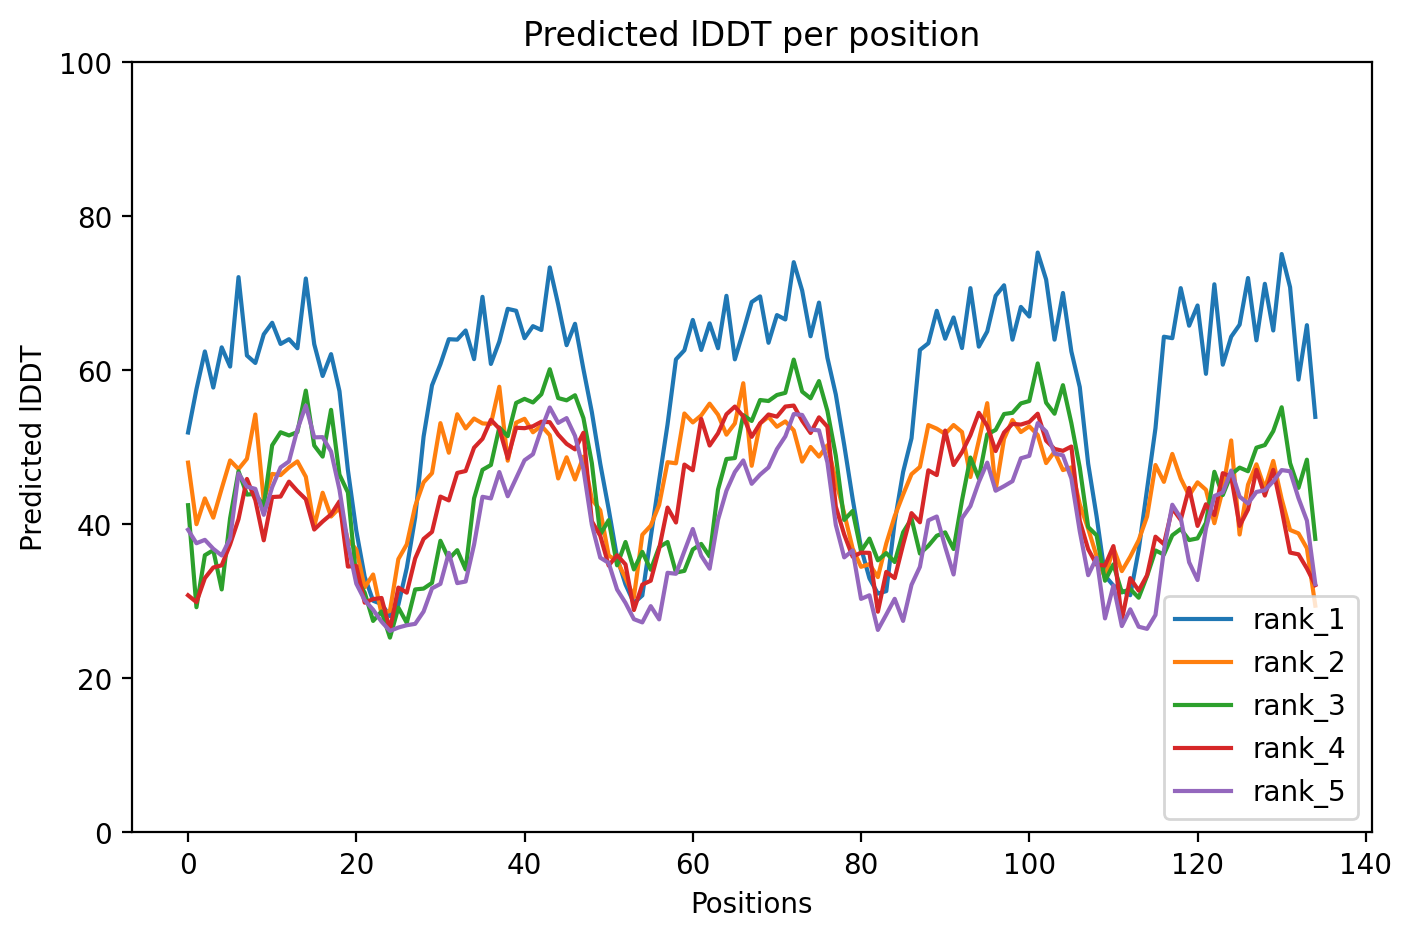 Predicted lDDT per position
100
80
60
40
20
0
Predicted lDDT
0 20 40 60 80 100 120 140
Positions
rank_1
rank_2
rank_3
rank_4
rank_5